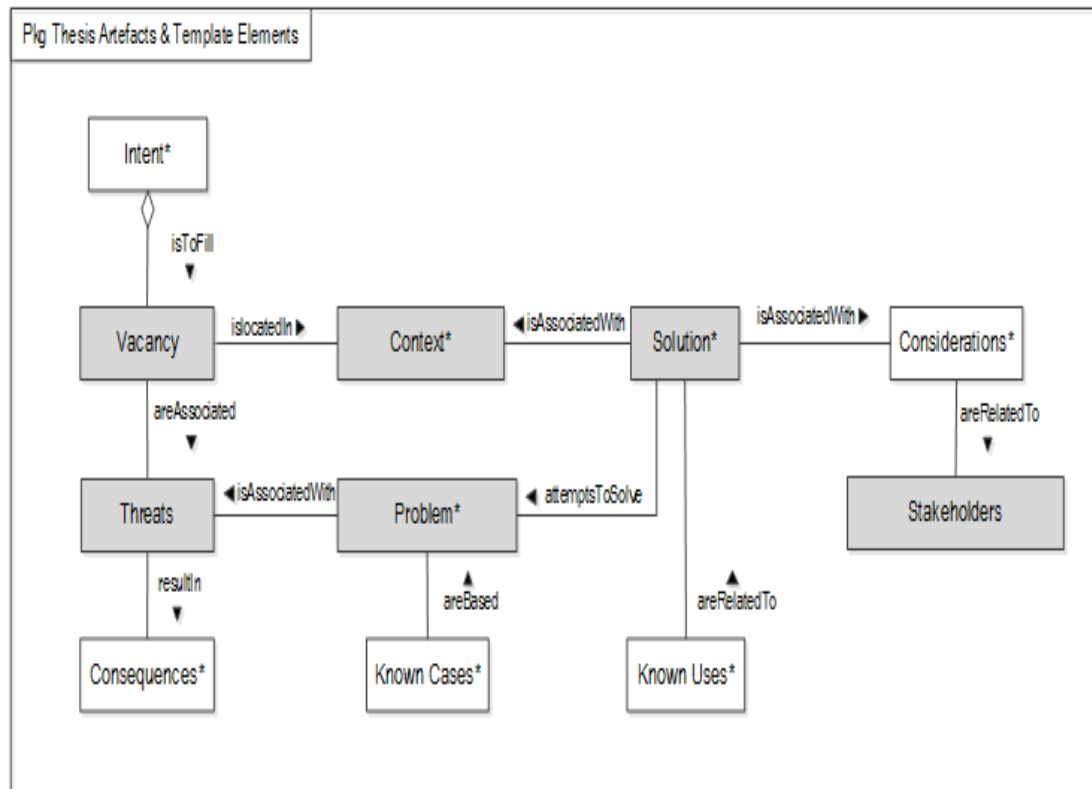 Pkg Thesis Artefacts & Template Elements
Intent*
isToFill
Vacancy
islocatedIn
Context*
isAssociatedWith
Solution*
isAssociatedWith
Considerations*
areAssociated
areRelatedTo
Threats
isAssociatedWith
Problem*
attemptsToSolve
Stakeholders
resultIn
areBased
areRelatedTo
Consequences*
Known Cases*
Known Uses*